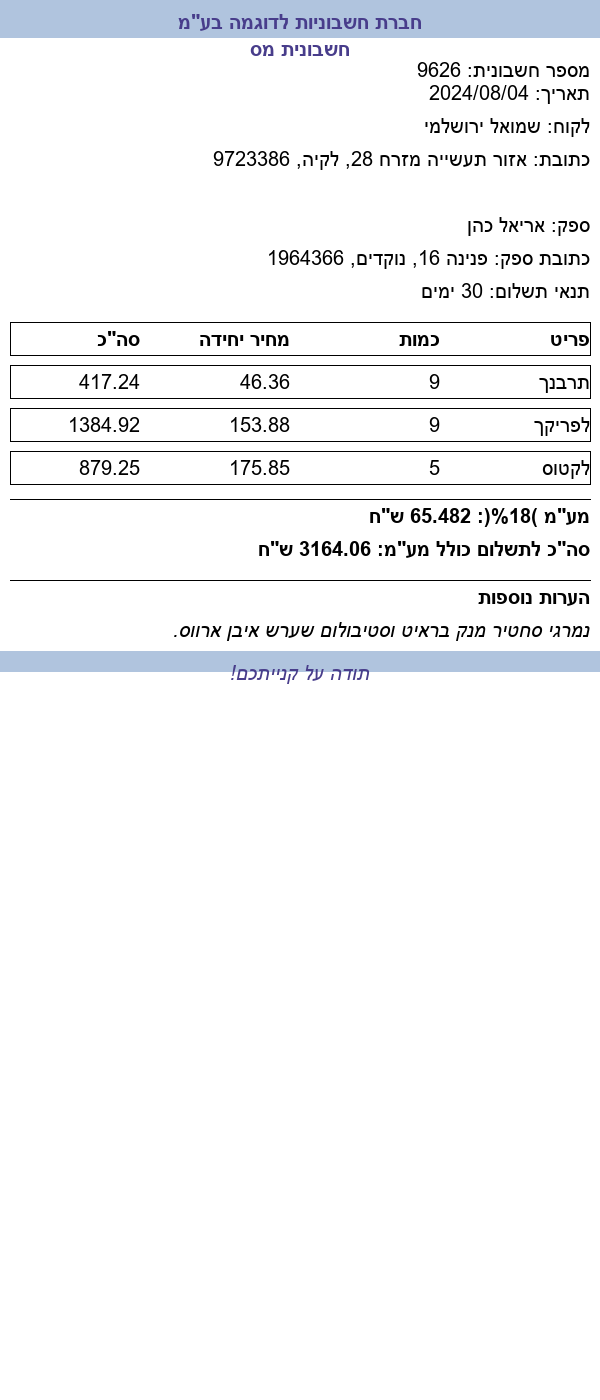 חברת חשבוניות לדוגמה בע"מ
חשבונית מס
מספר חשבונית: 9626
תאריך: 2024/08/04
לקוח: שמואל ירושלמי
כתובת: אזור תעשייה מזרח 28, לקיה, 9723386
ספק: אריאל כהן
כתובת ספק: פנינה 16, נוקדים, 1964366
תנאי תשלום: 30 ימים
פריט כמות מחיר יחידה סה"כ
תרבנך 9 46.36 417.24
לפריקך 9 153.88 1384.92
לקטוס 5 175.85 879.25
מע"מ )18%(: 65.482 ש"ח
סה"כ לתשלום כולל מע"מ: 3164.06 ש"ח
הערות נוספות
נמרגי סחטיר מנק בראיט וסטיבולום שערש איבן ארווס.
תודה על קנייתכם!